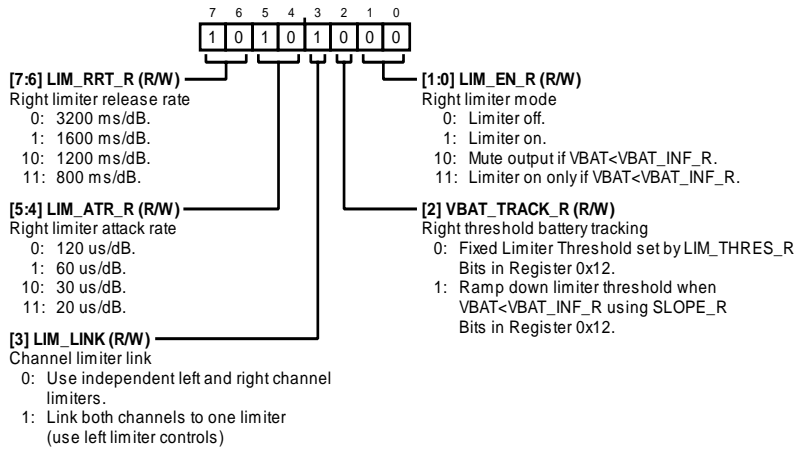 7 6 5 4 3 2 1 0
1 0 1 0 1 0 0 0
[7:6] LIM_RRT_R (R/W)
Right limiter release rate
0: 3200 ms/dB.
1: 1600 ms/dB.
10: 1200 ms/dB.
11: 800 ms/dB.
[5:4] LIM_ATR_R (R/W)
Right limiter attack rate
0: 120 us/dB.
1: 60 us/dB.
10: 30 us/dB.
11: 20 us/dB.
[3] LIM_LINK (R/W)
Channel limiter link
0: Use independent left and right channel
limiters.
1: Link both channels to one limiter
(use left limiter controls)
[1:0] LIM_EN_R (R/W)
Right limiter mode
0: Limiter off.
1: Limiter on.
10: Mute output if VBAT<VBAT_INF_R.
11: Limiter on only if VBAT<VBAT_INF_R.
[2] VBAT_TRACK_R (R/W)
Right threshold battery tracking
0: Fixed Limiter Threshold set by LIM_THRES_R
Bits in Register 0x12.
1: Ramp down limiter threshold when
VBAT<VBAT_INF_R using SLOPE_R
Bits in Register 0x12.